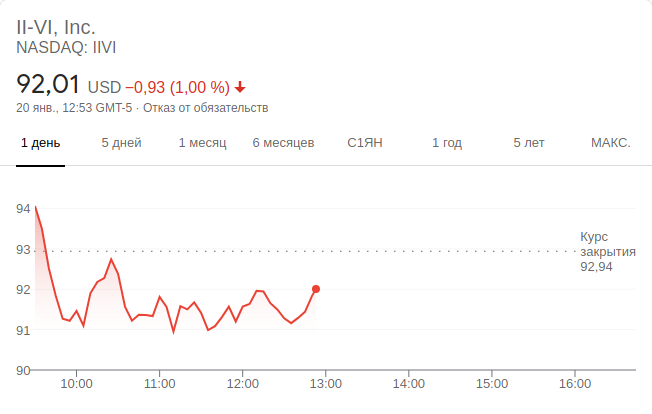 II-VI, Inc.
NASDAQ: IIVI
92,01 USD −0,93 (1,00 %)
20 янв., 12:53 GMT-5 · Отказ от обязательств
1 день 5 дней 1 месяц 6 месяцев С1ЯН 1 год 5 лет МАКС.
94
93
92
91
90
Курс
закрытия
92,94
10:00 11:00 12:00 13:00 14:00 15:00 16:00